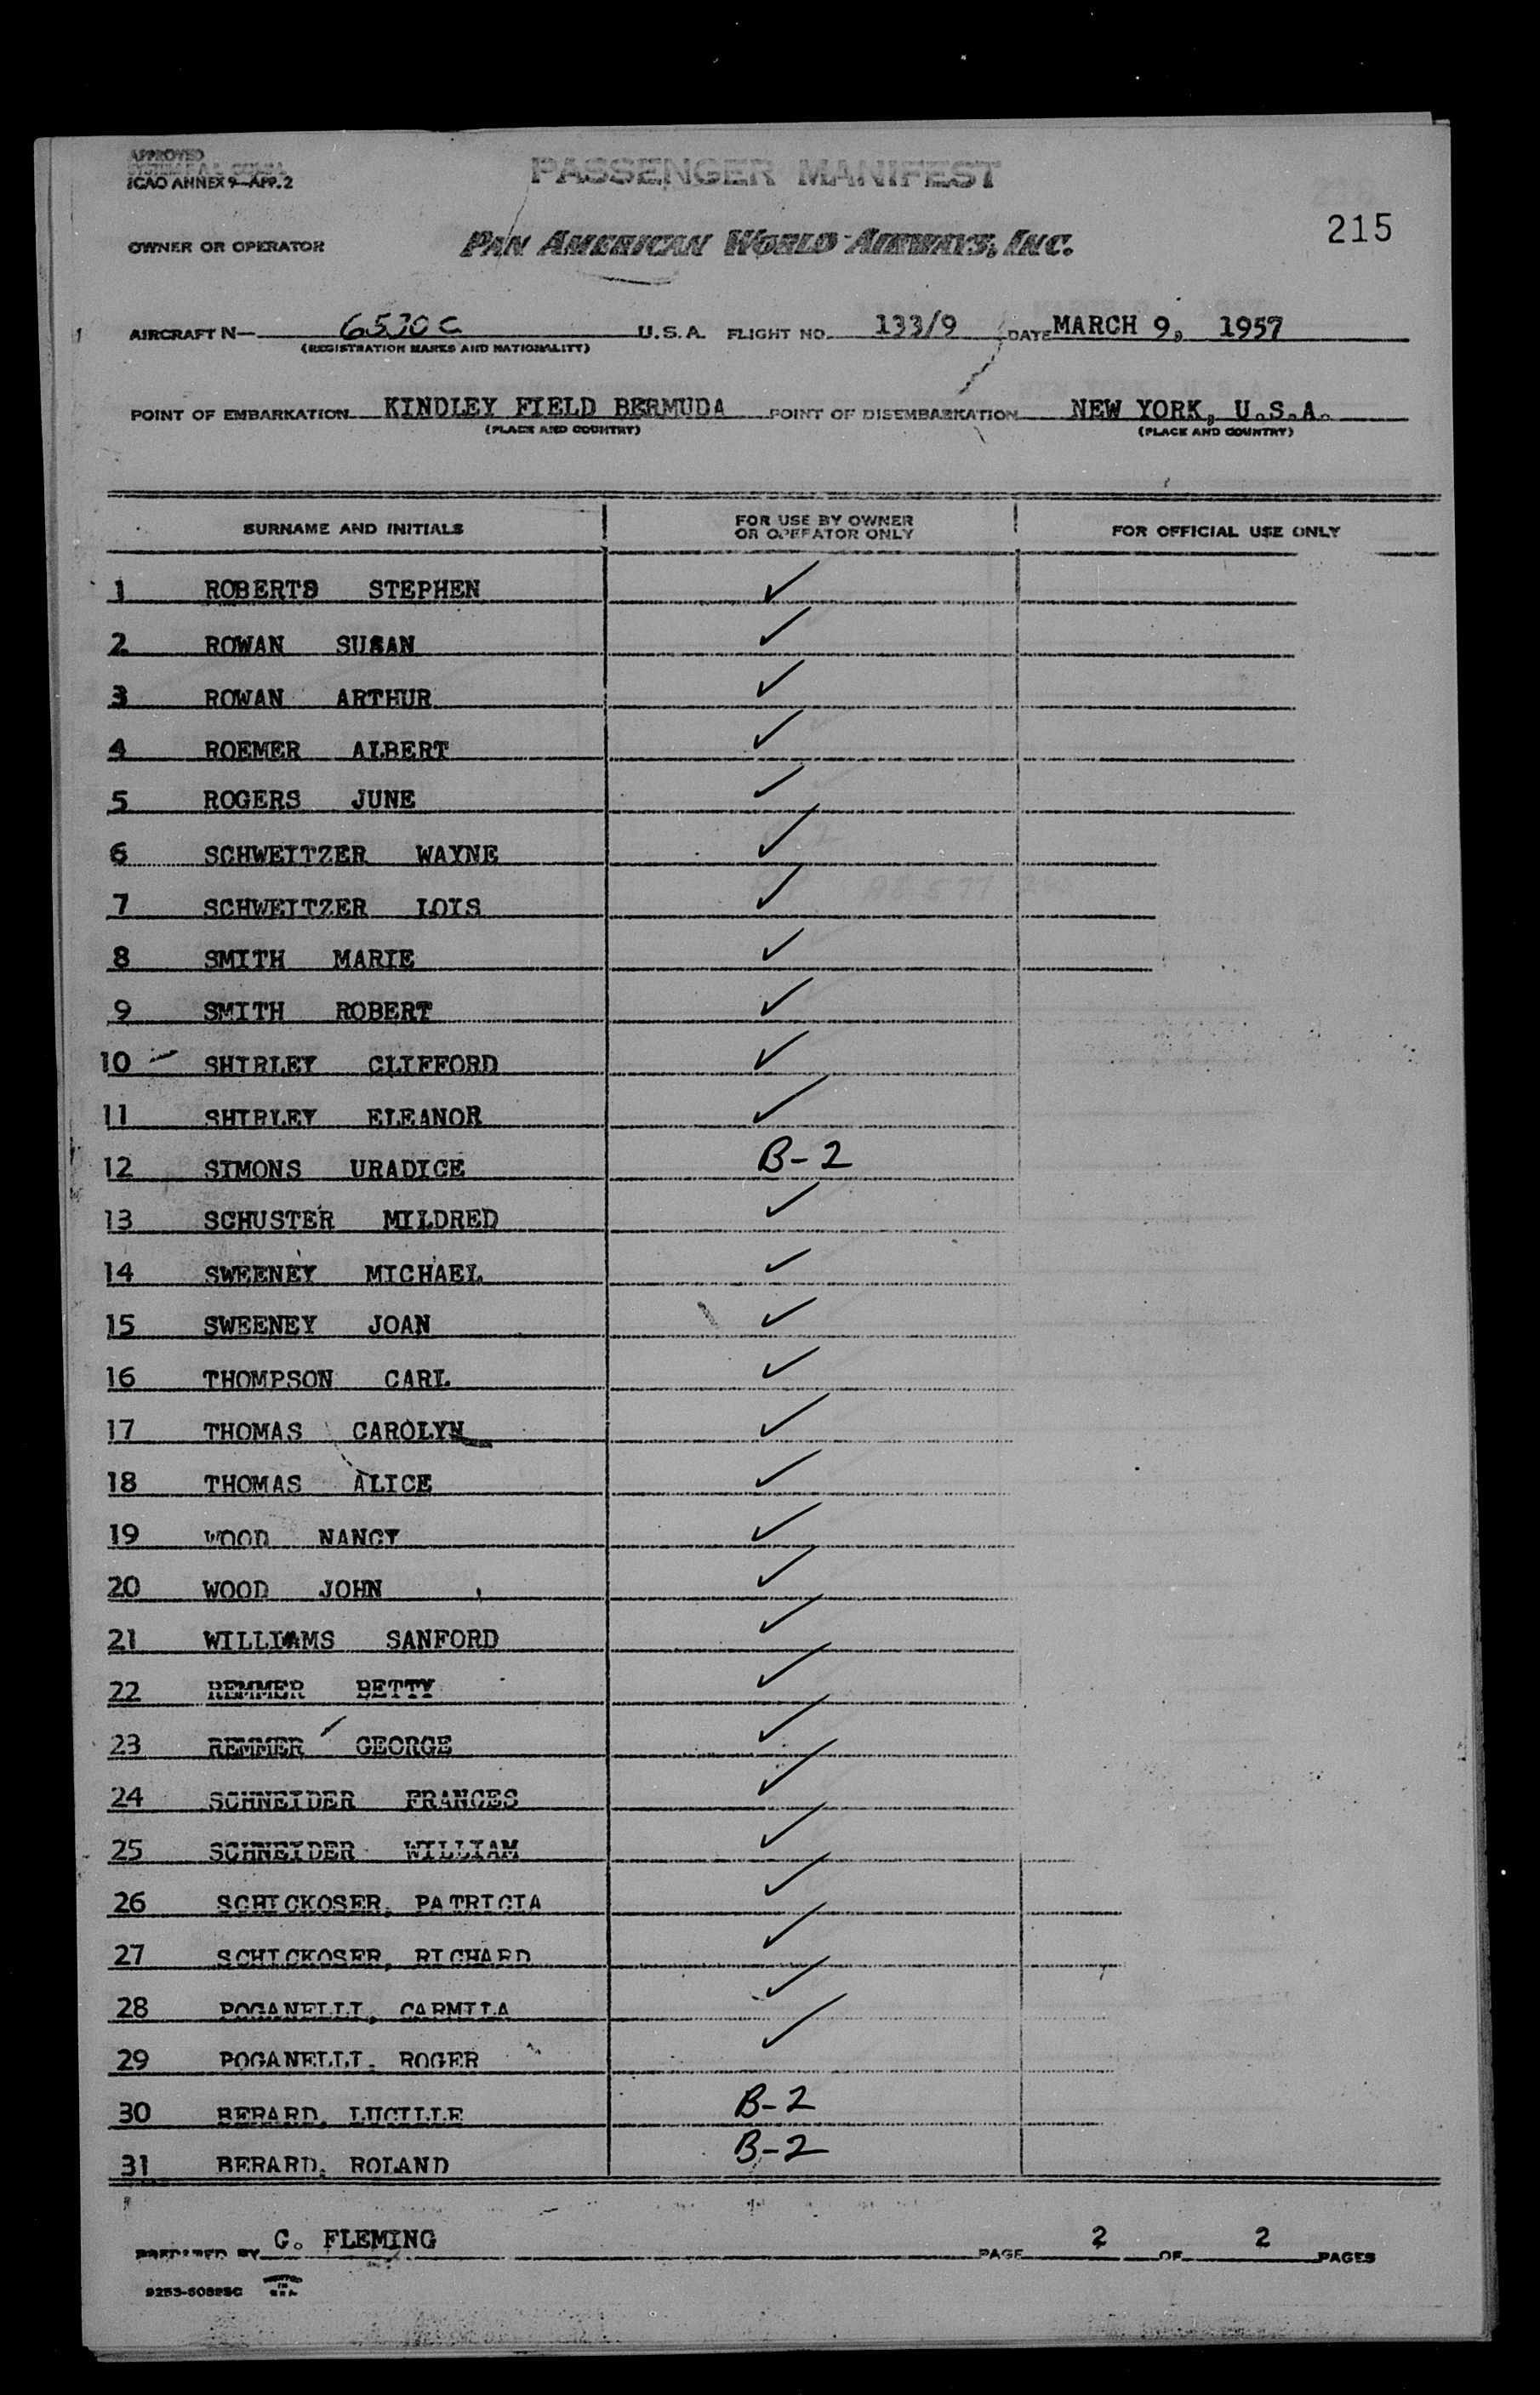 APPROVED
ICAO ANNEX 9—APP. 2
PASSENGER MANIFEST
215
OWNER OR OPERATOR
PAN AMERICAN WORLD AIRWAYS, INC.
AIRCRAFT N— 6530C U.S.A. FLIGHT NO. 133/9 DATE MARCH 9, 1957
(REGISTRATION MARKS AND NATIONALITY)
POINT OF EMBARKATION KINDLEY FIELD BERMUDA POINT OF DISEMBARKATION NEW YORK, U.S.A.
(PLACE AND COUNTRY) (PLACE AND COUNTRY)
SURNAME AND INITIALS FOR USE BY OWNER OR OPERATOR ONLY FOR OFFICIAL USE ONLY
1 ROBERTS STEPHEN ✓
2 ROWAN SUSAN ✓
3 ROWAN ARTHUR ✓
4 ROEMER ALBERT ✓
5 ROGERS JUNE ✓
6 SCHWEITZER WAYNE ✓
7 SCHWEITZER LOIS ✓
8 SMITH MARIE ✓
9 SMITH ROBERT ✓
10 SHIRLEY CLIFFORD ✓
11 SHIRLEY ELEANOR ✓
12 SIMONS URADICE B-2
13 SCHUSTER MILDRED ✓
14 SWEENEY MICHAEL ✓
15 SWEENEY JOAN ✓
16 THOMPSON CARL ✓
17 THOMAS CAROLYN ✓
18 THOMAS ALICE ✓
19 WOOD NANCY ✓
20 WOOD JOHN ✓
21 WILLIAMS SANFORD ✓
22 REMMER BETTY ✓
23 REMMER GEORGE ✓
24 SCHNEIDER FRANCES ✓
25 SCHNEIDER WILLIAM ✓
26 SCHICKOSER, PATRICIA ✓
27 SCHICKOSER, RICHARD ✓
28 POGANELLI, CARMILA ✓
29 POGANELLI, ROGER ✓
30 BERARD, LUCILLE B-2
31 BERARD, ROLAND B-2
PREPARED BY G. FLEMING PAGE 2 OF 2 PAGES